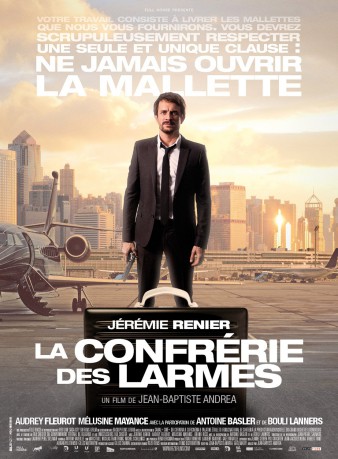 VOTRE TRAVAIL CONSISTE À LIVRER LES MALLETTES
QUE NOUS VOUS FOURNIRONS, VOUS DEVREZ
SCRUPULEUSEMENT RESPECTER
UNE SEULE ET UNIQUE CLAUSE :
NE JAMAIS OUVRIR
LA MALLETTE
JÉRÉMIE RENIER
LA CONFRÉRIE
DES LARMES
UN FILM DE JEAN-BAPTISTE ANDREA
AUDREY FLEUROT MÉLUSINE MAYANCE AVEC LA PARTICIPATION DE ANTOINE BASLER ET DE BOULI LANNERS